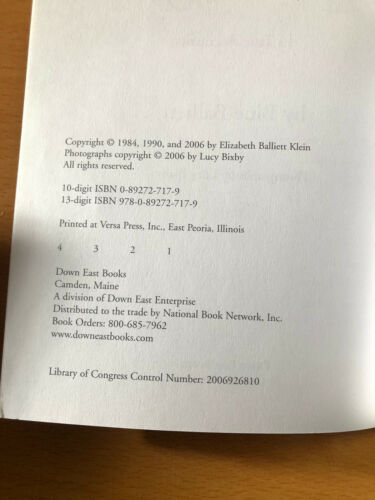 Copyright © 1984, 1990, and 2006 by Elizabeth Balliett Klein
Photographs copyright © 2006 by Lucy Bixby
All rights reserved.
10-digit ISBN 0-89272-717-9
13-digit ISBN 978-0-89272-717-9
Printed at Versa Press, Inc., East Peoria, Illinois
4 3 2 1
Down East Books
Camden, Maine
A division of Down East Enterprise
Distributed to the trade by National Book Network, Inc.
Book Orders: 800-685-7962
www.downeastbooks.com
Library of Congress Control Number: 2006926810